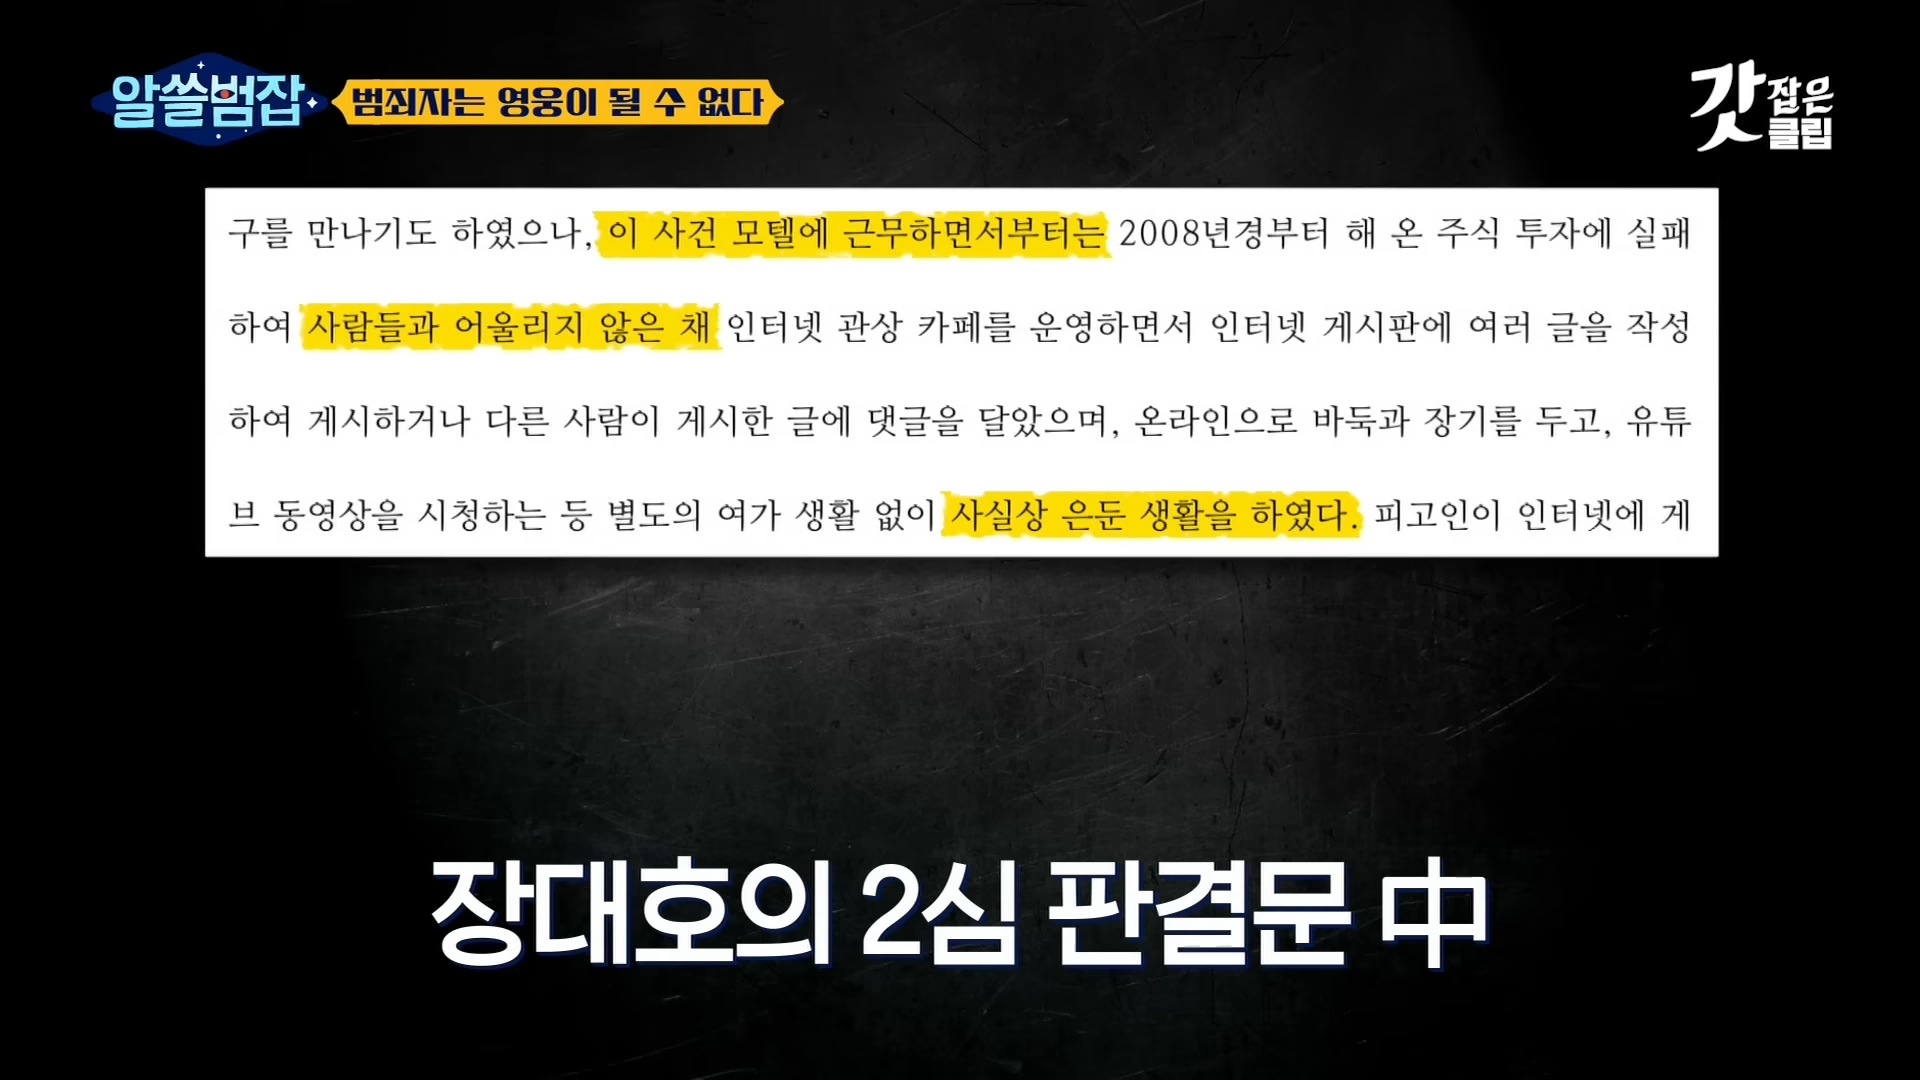 알쓸범잡
범죄자는 영웅이 될 수 없다
갓잡은클립
구를 만나기도 하였으나, 이 사건 모텔에 근무하면서부터는 2008년경부터 해 온 주식 투자에 실패
하여 사람들과 어울리지 않은 채 인터넷 관상 카페를 운영하면서 인터넷 게시판에 여러 글을 작성
하여 게시하거나 다른 사람이 게시한 글에 댓글을 달았으며, 온라인으로 바둑과 장기를 두고, 유튜
브 동영상을 시청하는 등 별도의 여가 생활 없이 사실상 은둔 생활을 하였다. 피고인이 인터넷에 게
장대호의 2심 판결문 中